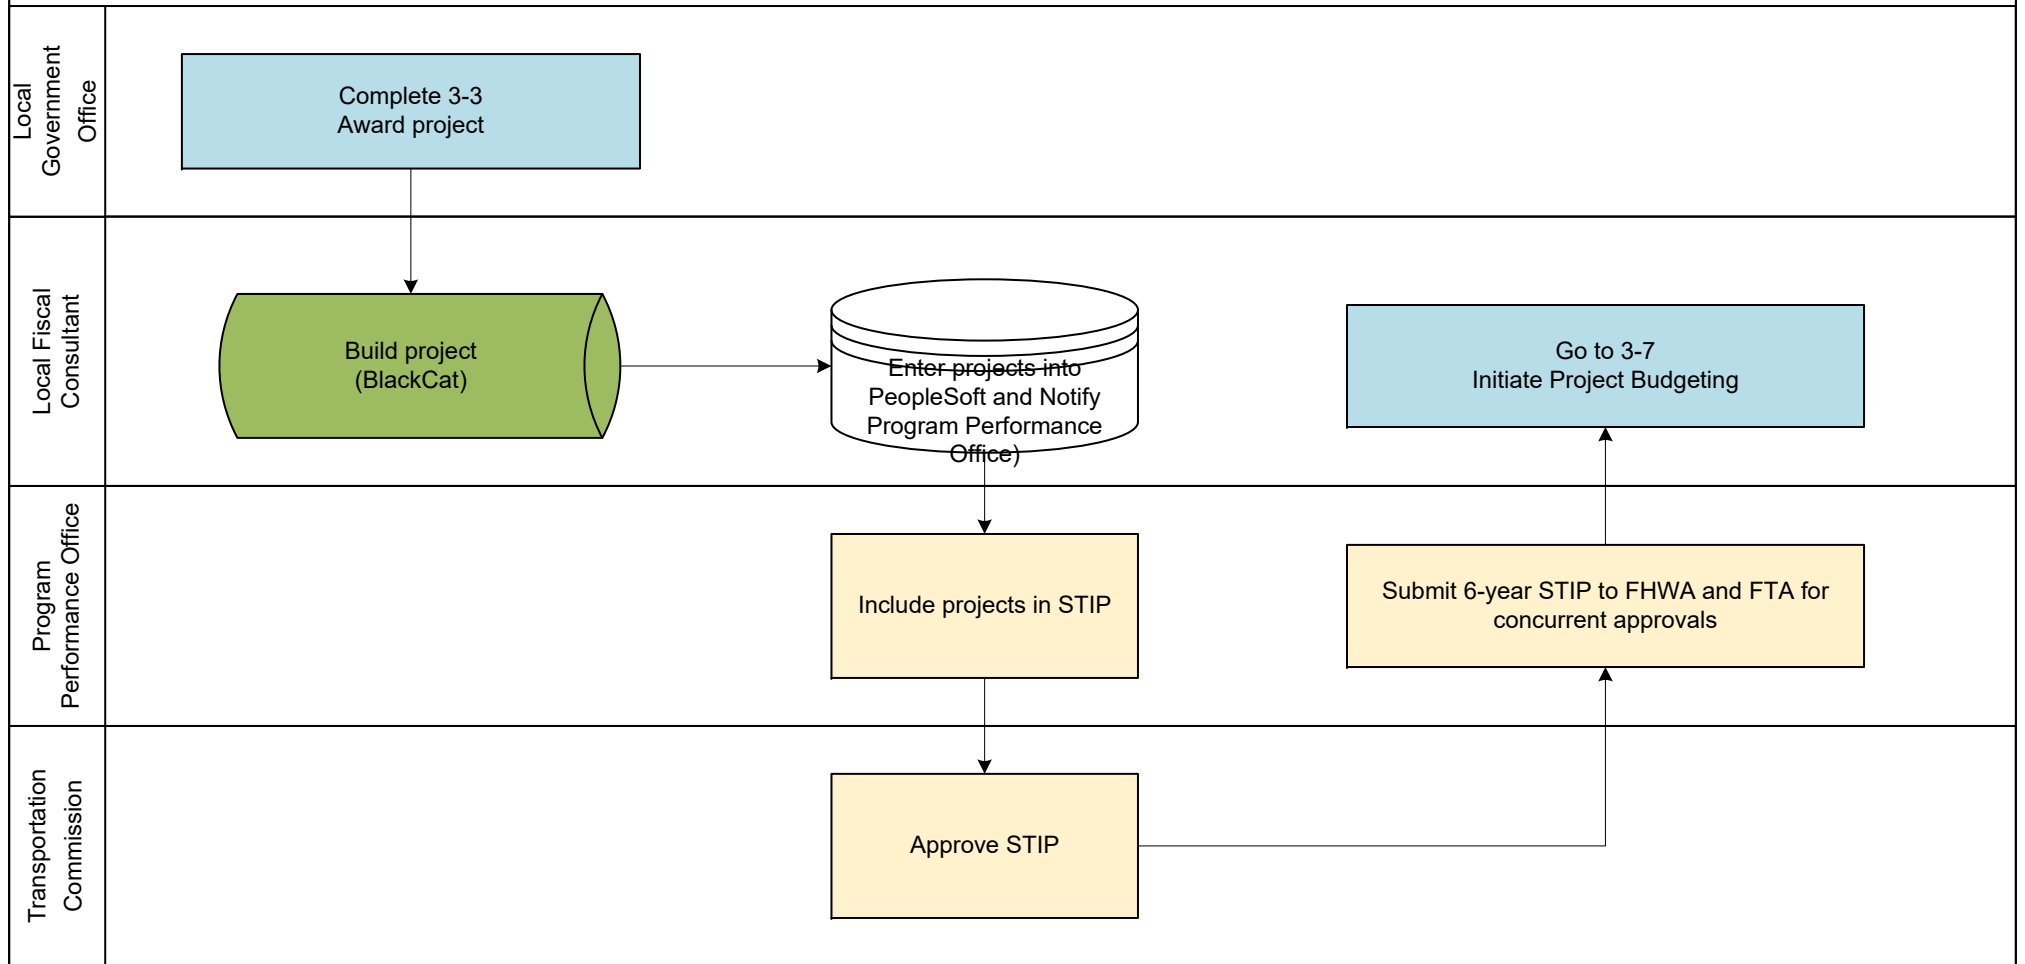 Local
Government
Office
Complete 3-3
Award project
Local Fiscal
Consultant
Build project
(BlackCat)
Enter projects into
PeopleSoft and Notify
Program Performance
Office)
Go to 3-7
Initiate Project Budgeting
Program
Performance Office
Include projects in STIP
Submit 6-year STIP to FHWA and FTA for
concurrent approvals
Transportation
Commission
Approve STIP